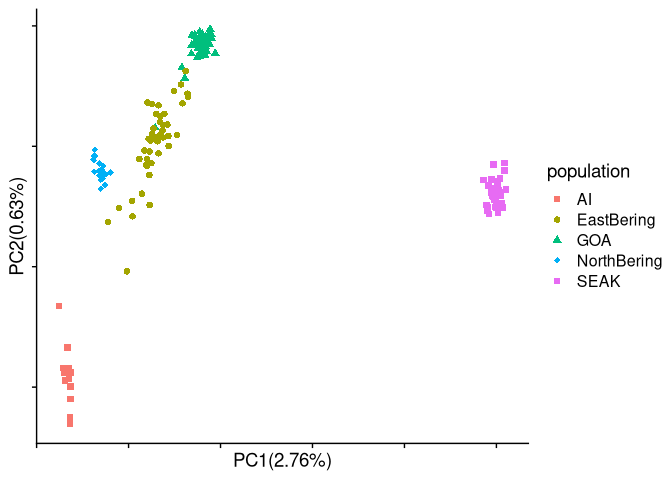 PC2(0.63%)
PC1(2.76%)
population
AI
EastBering
GOA
NorthBering
SEAK